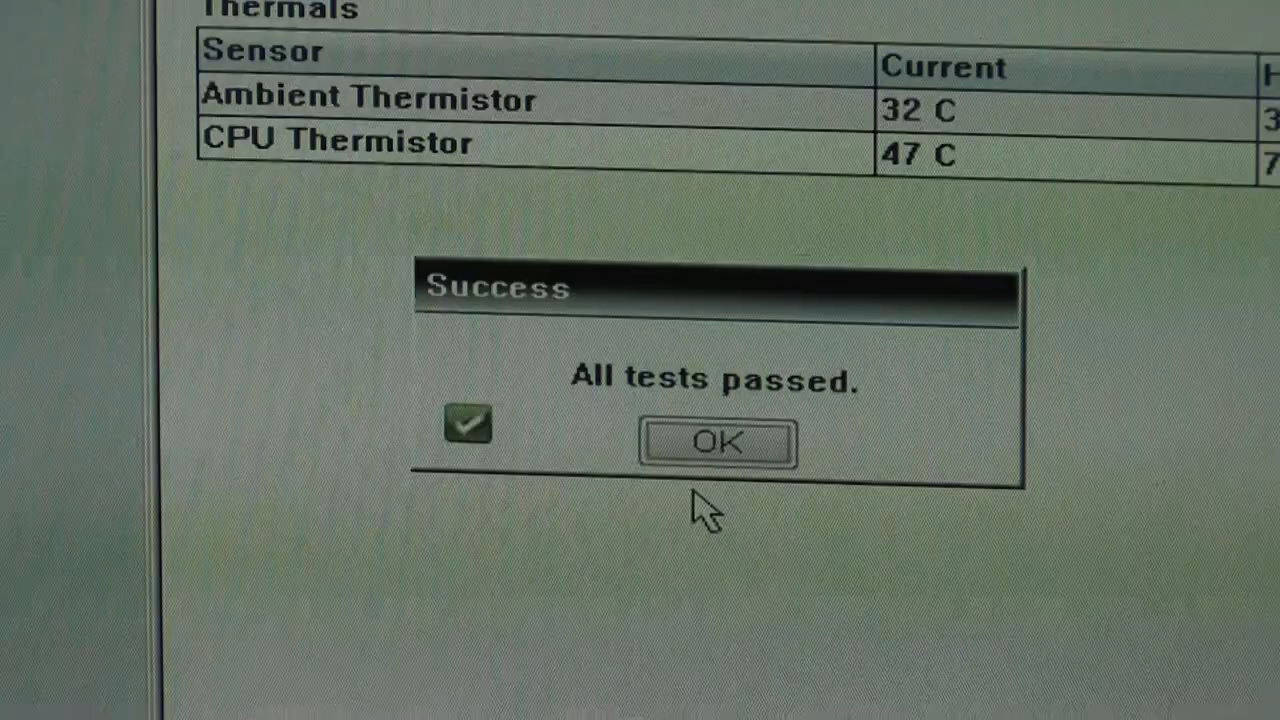 Thermals
Sensor Current
Ambient Thermistor 32 C
CPU Thermistor 47 C
Success
All tests passed.
OK